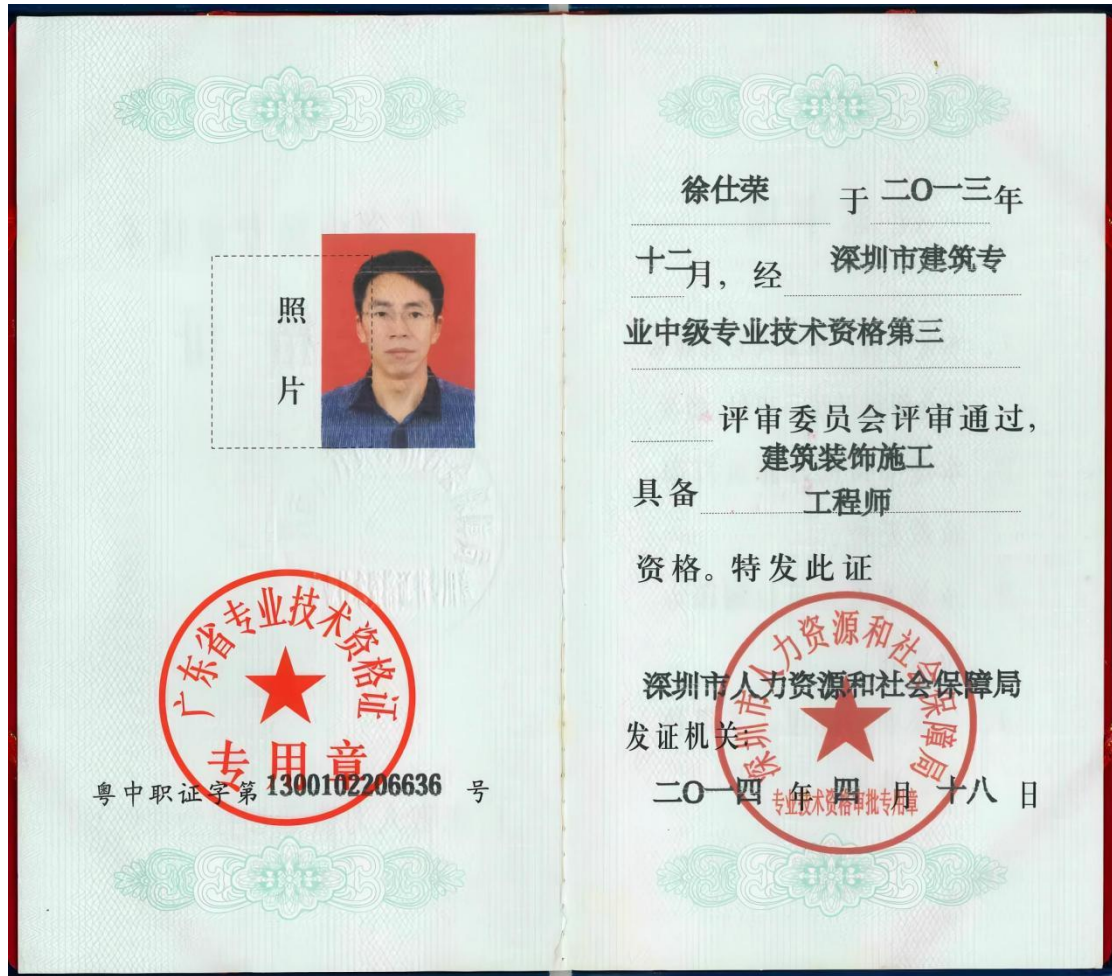 照
片
广东省专业技术资格证
专用章
粤中职证字第 1300102206636 号
徐仕荣 于 二O一三年
十二月，经 深圳市建筑专
业中级专业技术资格第三
评审委员会评审通过，
建筑装饰施工
具备 工程师
资格。特发此证
深圳市人力资源和社会保障局
深圳市人力资源和社会保障局
发证机关：
二O一四 年 四 月 十八 日
专业技术资格审批专用章